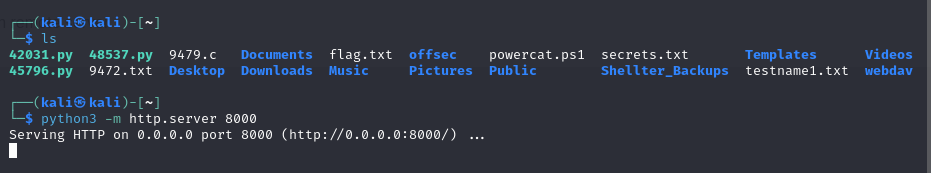 ┌──(kali㉿kali)-[~]
└─$ ls
42031.py 48537.py 9479.c Documents flag.txt offsec powercat.ps1 secrets.txt Templates Videos
45796.py 9472.txt Desktop Downloads Music Pictures Public Shellter_Backups testname1.txt webdav
┌──(kali㉿kali)-[~]
└─$ python3 -m http.server 8000
Serving HTTP on 0.0.0.0 port 8000 (http://0.0.0.0:8000/) ...